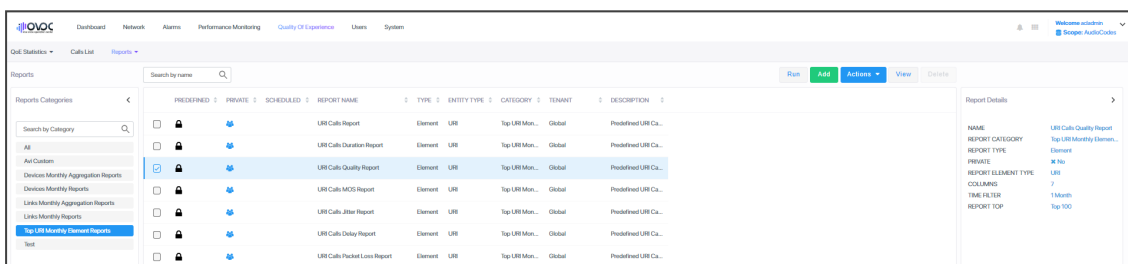 OVOC Dashboard Network Alarms Performance Monitoring Quality Of Experience Users System Welcome acladmin
Scope: AudioCodes
QoE Statistics Calls List Reports
Reports Search by name Run Add Actions View Delete
Reports Categories PREDEFINED PRIVATE SCHEDULED REPORT NAME TYPE ENTITY TYPE CATEGORY TENANT DESCRIPTION Report Details
Search by Category
All
Avi Custom
Devices Monthly Aggregation Reports
Devices Monthly Reports
Links Monthly Aggregation Reports
Links Monthly Reports
Top URI Monthly Element Reports
Test
URI Calls Report Element URI Top URI Mon... Global Predefined URI Ca...
URI Calls Duration Report Element URI Top URI Mon... Global Predefined URI Ca...
URI Calls Quality Report Element URI Top URI Mon... Global Predefined URI Ca...
URI Calls MOS Report Element URI Top URI Mon... Global Predefined URI Ca...
URI Calls Jitter Report Element URI Top URI Mon... Global Predefined URI Ca...
URI Calls Delay Report Element URI Top URI Mon... Global Predefined URI Ca...
URI Calls Packet Loss Report Element URI Top URI Mon... Global Predefined URI Ca...
NAME URI Calls Quality Report
REPORT CATEGORY Top URI Monthly Elemen...
REPORT TYPE Element
PRIVATE No
REPORT ELEMENT TYPE URI
COLUMNS 7
TIME FILTER 1 Month
REPORT TOP Top 100